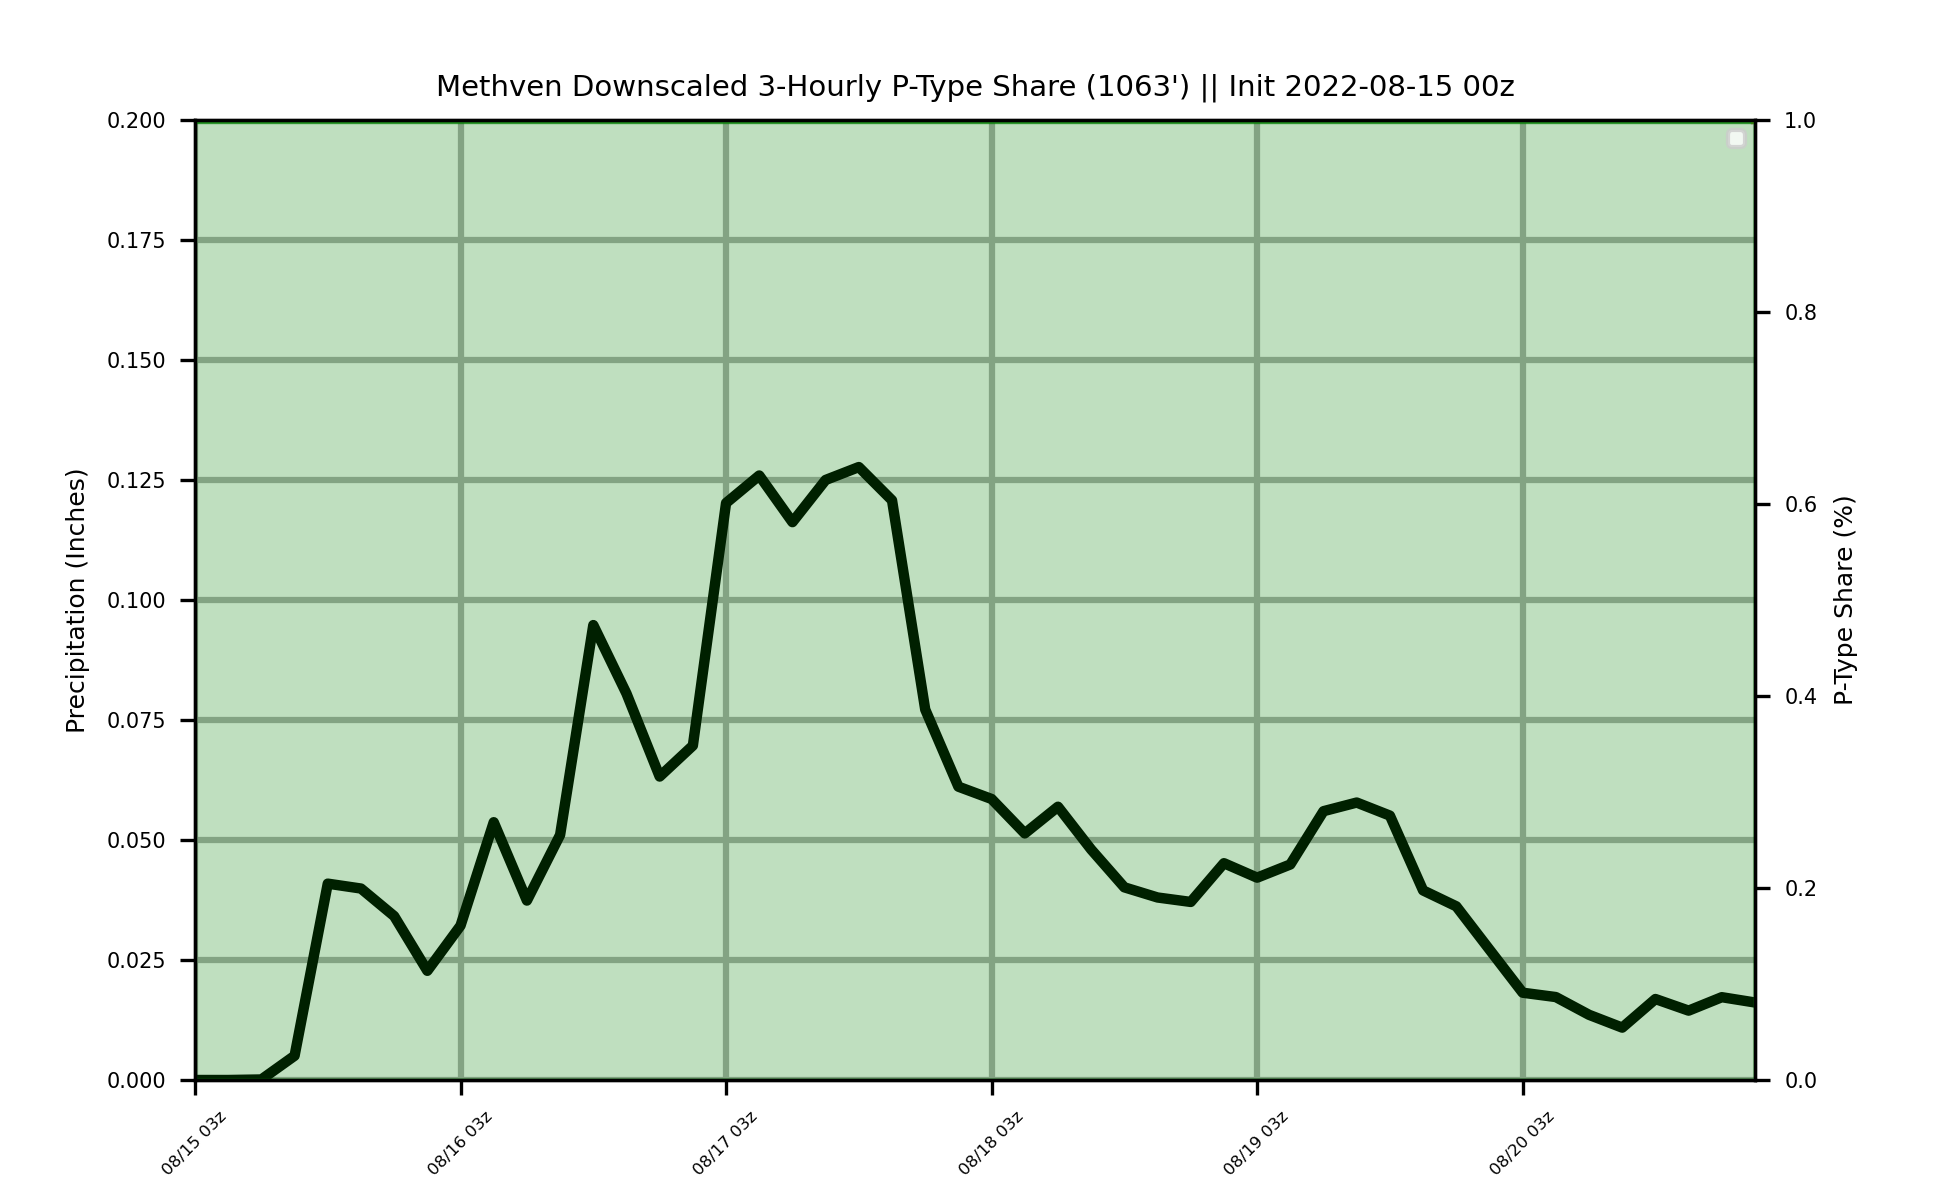 Methven Downscaled 3-Hourly P-Type Share (1063') || Init 2022-08-15 00z
Precipitation (Inches)
0.200
0.175
0.150
0.125
0.100
0.075
0.050
0.025
0.000
1.0
0.8
0.6
0.4
0.2
0.0
P-Type Share (%)
08/15 03z
08/16 03z
08/17 03z
08/18 03z
08/19 03z
08/20 03z